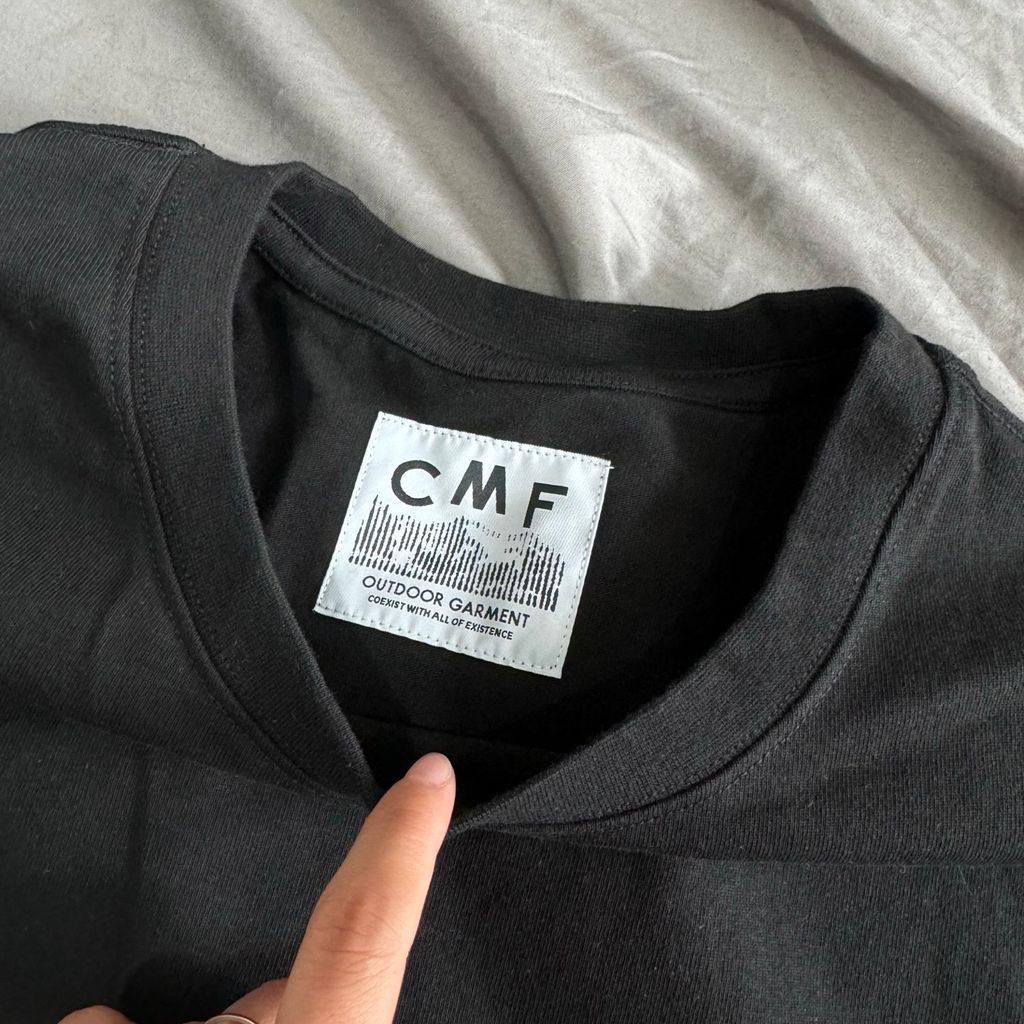 CMF
OUTDOOR GARMENT
COEXIST WITH ALL OF EXISTENCE